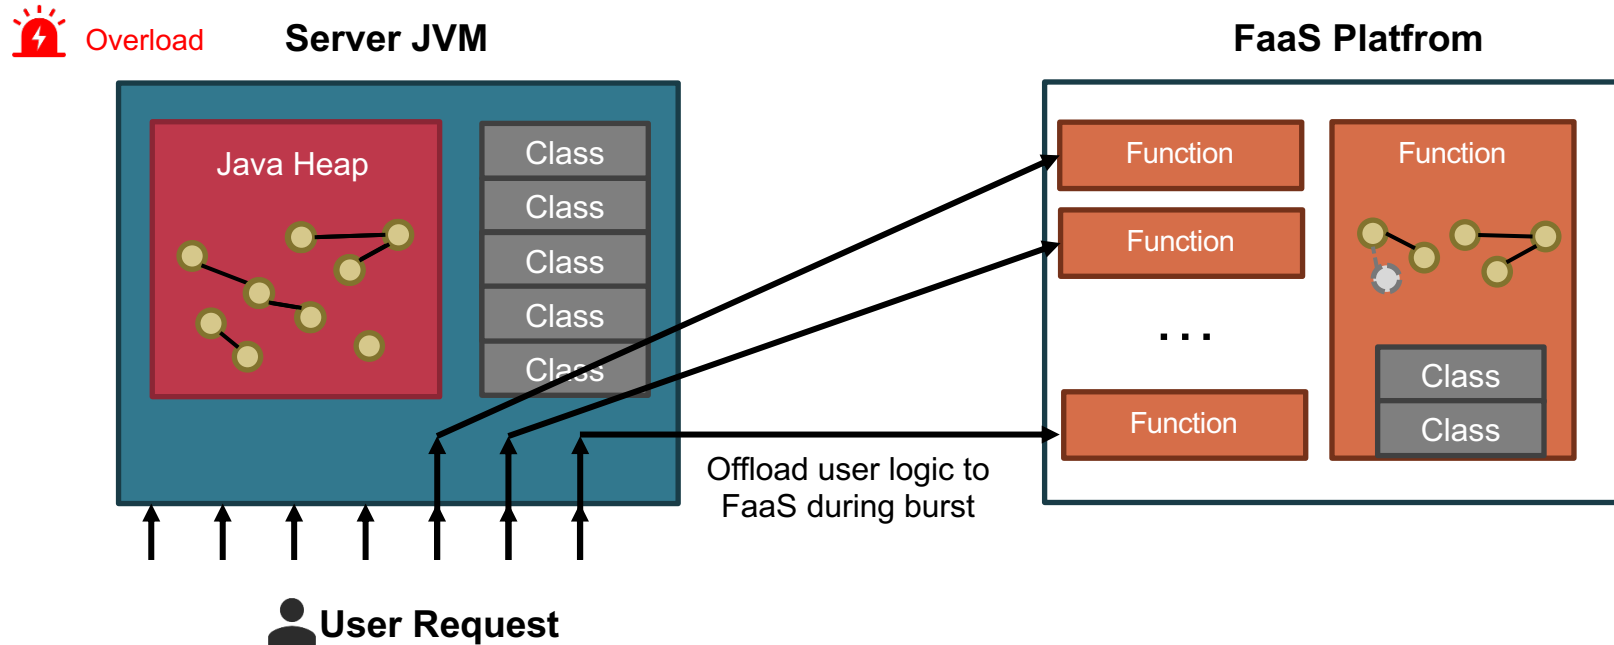 Overload
Server JVM
FaaS Platfrom
Java Heap
Class
Class
Class
Class
Class
Function
Function
. . .
Function
Function
Class
Class
Offload user logic to
FaaS during burst
User Request